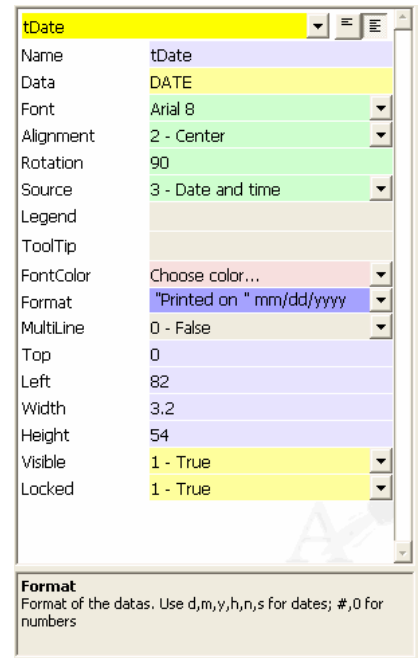 tDate
Name tDate
Data DATE
Font Arial 8
Alignment 2 - Center
Rotation 90
Source 3 - Date and time
Legend
ToolTip
FontColor Choose color...
Format "Printed on " mm/dd/yyyy
MultiLine 0 - False
Top 0
Left 82
Width 3.2
Height 54
Visible 1 - True
Locked 1 - True
Format
Format of the datas. Use d,m,y,h,n,s for dates; #,0 for
numbers